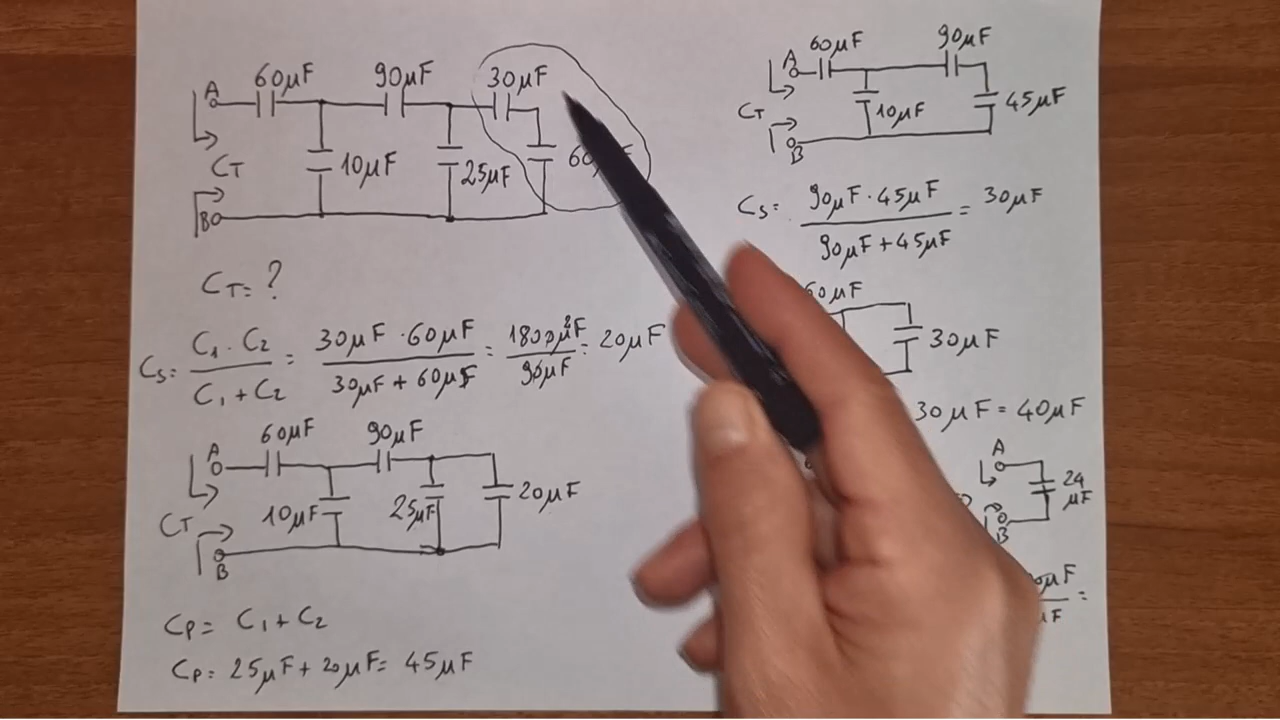 60µF 90µF 30µF
A
CT 10µF 25µF
B
CT = ?
Cs = C1 · C2 / C1 + C2 = 30µF · 60µF / 30µF + 60µF = 1800µ²F / 90µF = 20µF
60µF 90µF
A
10µF 25µF 20µF
CT
B
Cp = C1 + C2
Cp = 25µF + 20µF = 45µF
60µF 90µF
A
CT 10µF 45µF
B
Cs = 90µF · 45µF / 90µF + 45µF = 30µF
30µF
30µF = 40µF
A
24
µF
B